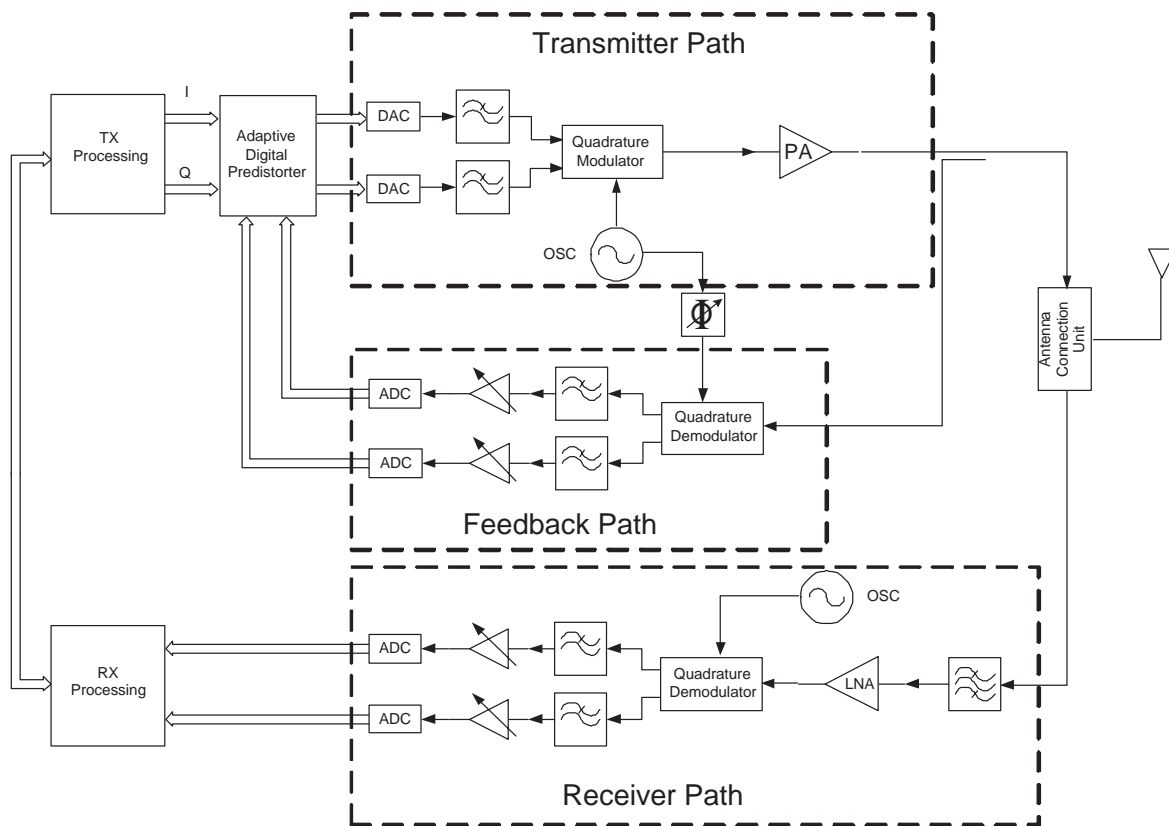 Transmitter Path
I
TX
Processing
Q
Adaptive
Digital
Predistorter
DAC
DAC
Quadrature
Modulator
PA
OSC
Φ
Antenna
Connection
Unit
ADC
ADC
Quadrature
Demodulator
Feedback Path
OSC
RX
Processing
ADC
ADC
Quadrature
Demodulator
LNA
Receiver Path